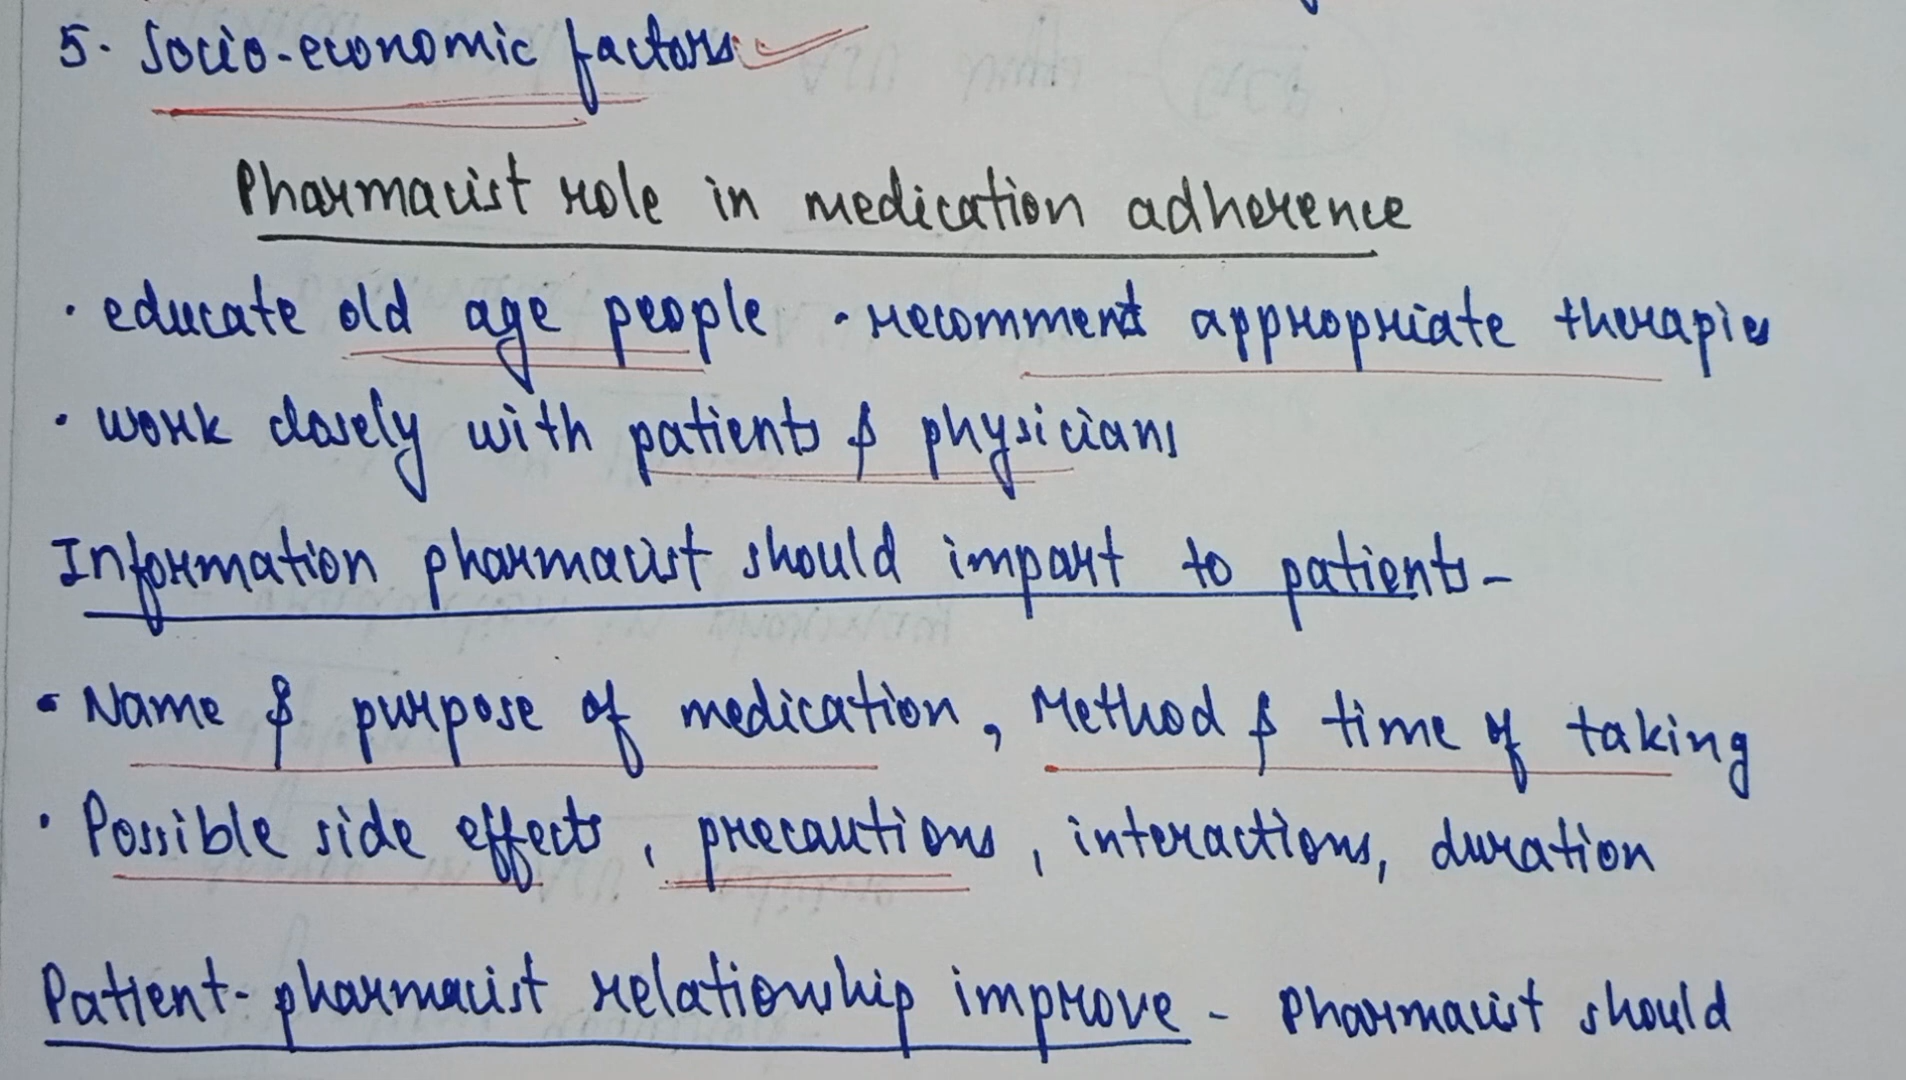 5. Socio-economic factors
Pharmacist role in medication adherence
· educate old age people · recomment appropriate therapies
· work closely with patients & physicians
Information pharmacist should impart to patients -
· Name & purpose of medication, Method & time of taking
· Possible side effects, precautions, interactions, duration
Patient-pharmacist relationship improve - Pharmacist should